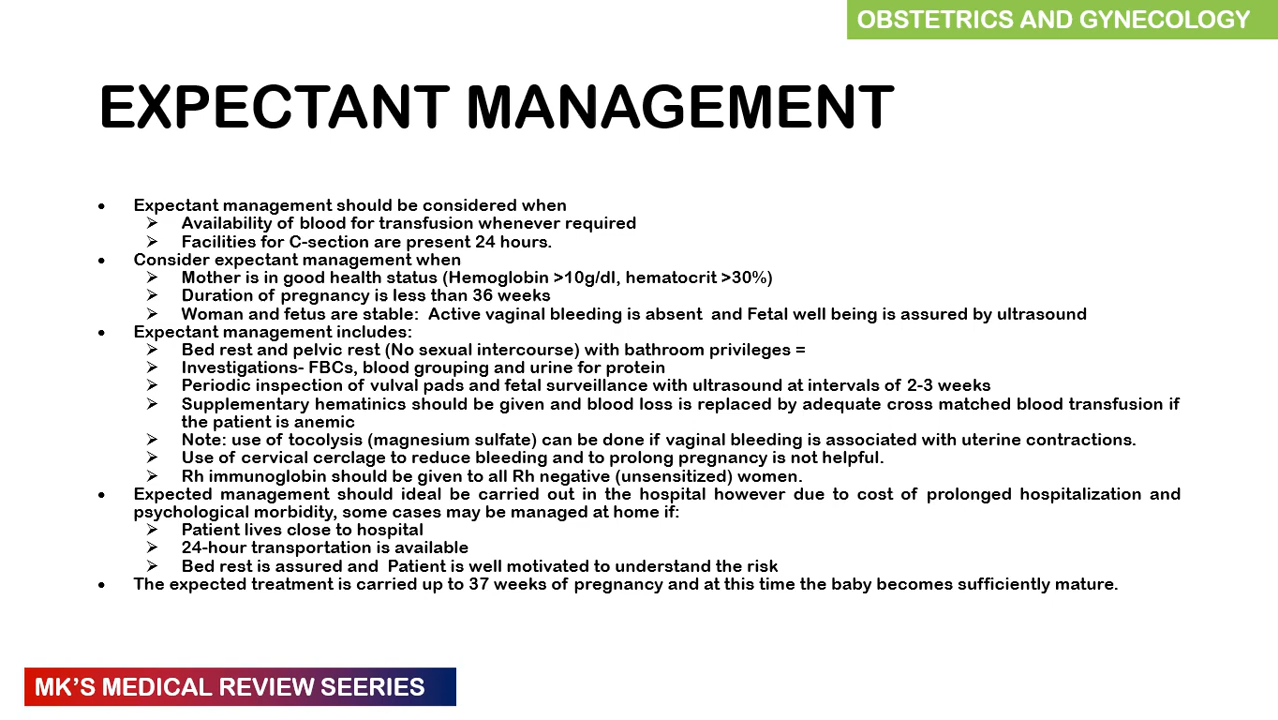 OBSTETRICS AND GYNECOLOGY
EXPECTANT MANAGEMENT
• Expectant management should be considered when
➢ Availability of blood for transfusion whenever required
➢ Facilities for C-section are present 24 hours.
• Consider expectant management when
➢ Mother is in good health status (Hemoglobin >10g/dl, hematocrit >30%)
➢ Duration of pregnancy is less than 36 weeks
➢ Woman and fetus are stable: Active vaginal bleeding is absent and Fetal well being is assured by ultrasound
• Expectant management includes:
➢ Bed rest and pelvic rest (No sexual intercourse) with bathroom privileges =
➢ Investigations- FBCs, blood grouping and urine for protein
➢ Periodic inspection of vulval pads and fetal surveillance with ultrasound at intervals of 2-3 weeks
➢ Supplementary hematinics should be given and blood loss is replaced by adequate cross matched blood transfusion if
the patient is anemic
➢ Note: use of tocolysis (magnesium sulfate) can be done if vaginal bleeding is associated with uterine contractions.
➢ Use of cervical cerclage to reduce bleeding and to prolong pregnancy is not helpful.
➢ Rh immunoglobin should be given to all Rh negative (unsensitized) women.
• Expected management should ideal be carried out in the hospital however due to cost of prolonged hospitalization and
psychological morbidity, some cases may be managed at home if:
➢ Patient lives close to hospital
➢ 24-hour transportation is available
➢ Bed rest is assured and Patient is well motivated to understand the risk
• The expected treatment is carried up to 37 weeks of pregnancy and at this time the baby becomes sufficiently mature.
MK'S MEDICAL REVIEW SEERIES